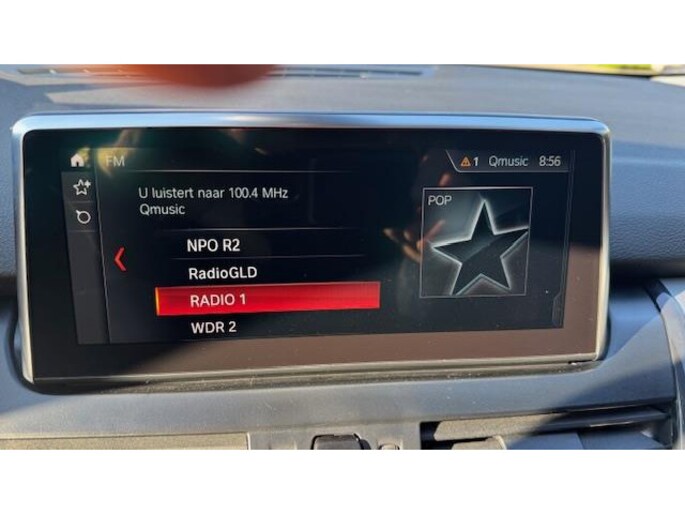 FM
1 Qmusic 8:56
U luistert naar 100.4 MHz
Qmusic
POP
NPO R2
RadioGLD
RADIO 1
WDR 2